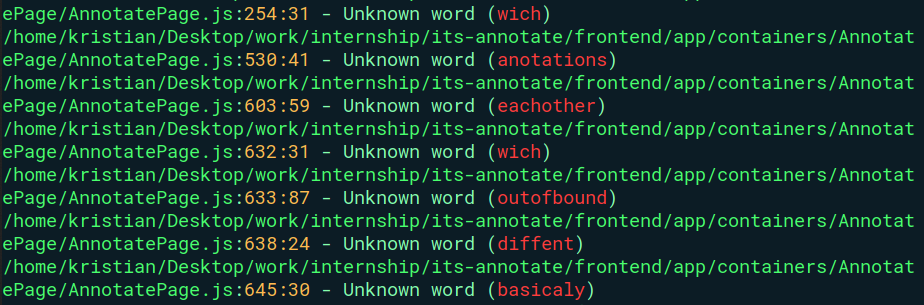 ePage/AnnotatePage.js:254:31 - Unknown word (wich)
/home/kristian/Desktop/work/internship/its-annotate/frontend/app/containers/Annotat
ePage/AnnotatePage.js:530:41 - Unknown word (anotations)
/home/kristian/Desktop/work/internship/its-annotate/frontend/app/containers/Annotat
ePage/AnnotatePage.js:603:59 - Unknown word (eachother)
/home/kristian/Desktop/work/internship/its-annotate/frontend/app/containers/Annotat
ePage/AnnotatePage.js:632:31 - Unknown word (wich)
/home/kristian/Desktop/work/internship/its-annotate/frontend/app/containers/Annotat
ePage/AnnotatePage.js:633:87 - Unknown word (outofbound)
/home/kristian/Desktop/work/internship/its-annotate/frontend/app/containers/Annotat
ePage/AnnotatePage.js:638:24 - Unknown word (diffent)
/home/kristian/Desktop/work/internship/its-annotate/frontend/app/containers/Annotat
ePage/AnnotatePage.js:645:30 - Unknown word (basicaly)